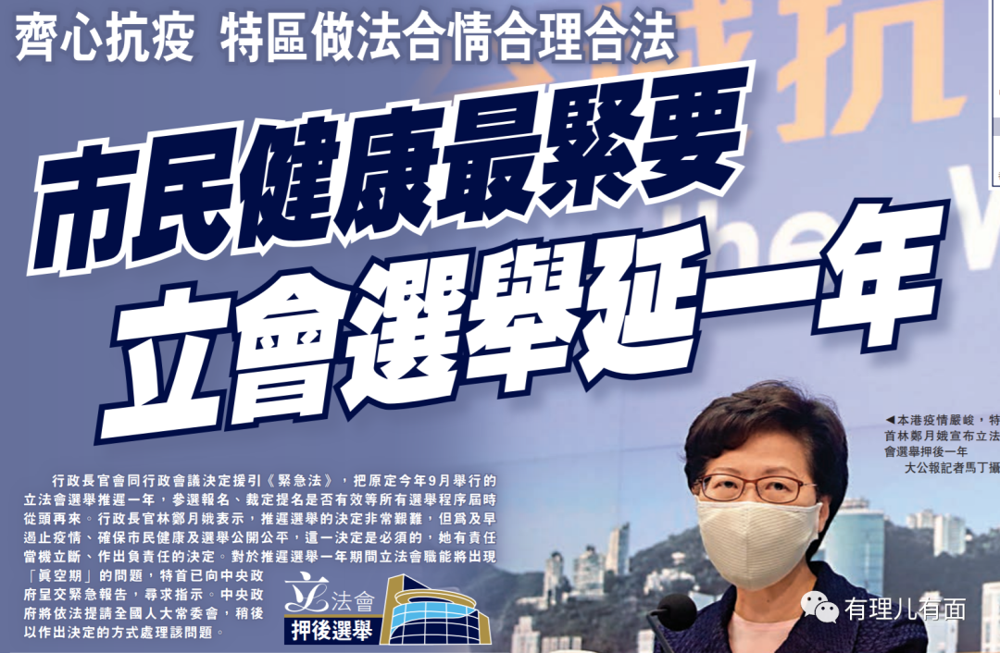 齊心抗疫 特區做法合情合理合法
市民健康最緊要
立會選舉延一年
抗
the W
◀本港疫情嚴峻，特
首林鄭月娥宣布立法
會選舉押後一年
大公報記者馬丁攝
行政長官會同行政會議決定援引《緊急法》，把原定今年9月舉行的
立法會選舉推遲一年，參選報名、裁定提名是否有效等所有選舉程序屆時
從頭再來。行政長官林鄭月娥表示，推遲選舉的決定非常艱難，但為及早
遏止疫情、確保市民健康及選舉公開公平，這一決定是必須的，她有責任
當機立斷、作出負責任的決定。對於推遲選舉一年期間立法會職能將出現
「眞空期」的問題，特首已向中央政
府呈交緊急報告，尋求指示。中央政
府將依法提請全國人大常委會，稍後
以作出決定的方式處理該問題。
立法會
押後選舉
有理儿有面